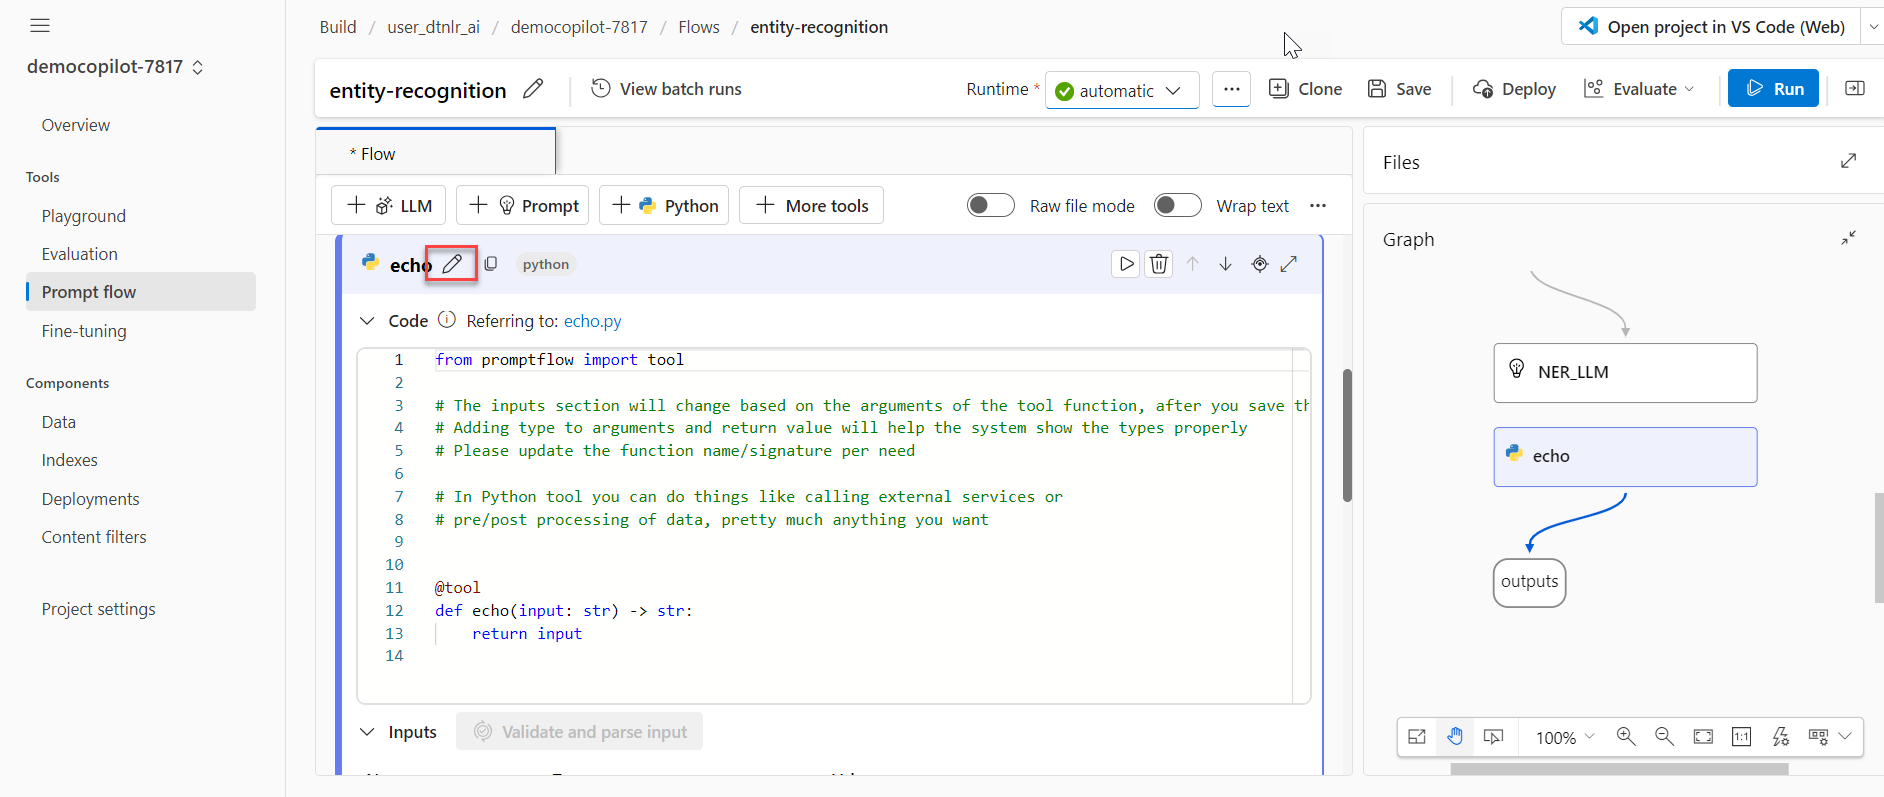 democopilot-7817
Overview
Tools
Playground
Evaluation
Prompt flow
Fine-tuning
Components
Data
Indexes
Deployments
Content filters
Project settings
Build / user_dtnlr_ai / democopilot-7817 / Flows / entity-recognition
Open project in VS Code (Web)
entity-recognition
View batch runs
Runtime * automatic
...
Clone
Save
Deploy
Evaluate
Run
* Flow
+ LLM
+ Prompt
+ Python
+ More tools
Raw file mode
Wrap text
...
echo
python
Code Referring to: echo.py
1 from promptflow import tool
2
3 # The inputs section will change based on the arguments of the tool function, after you save
4 # Adding type to arguments and return value will help the system show the types properly
5 # Please update the function name/signature per need
6
7 # In Python tool you can do things like calling external services or
8 # pre/post processing of data, pretty much anything you want
9
10
11 @tool
12 def echo(input: str) -> str:
13 return input
14
Inputs
Validate and parse input
Files
Graph
NER_LLM
echo
outputs
100%
1:1